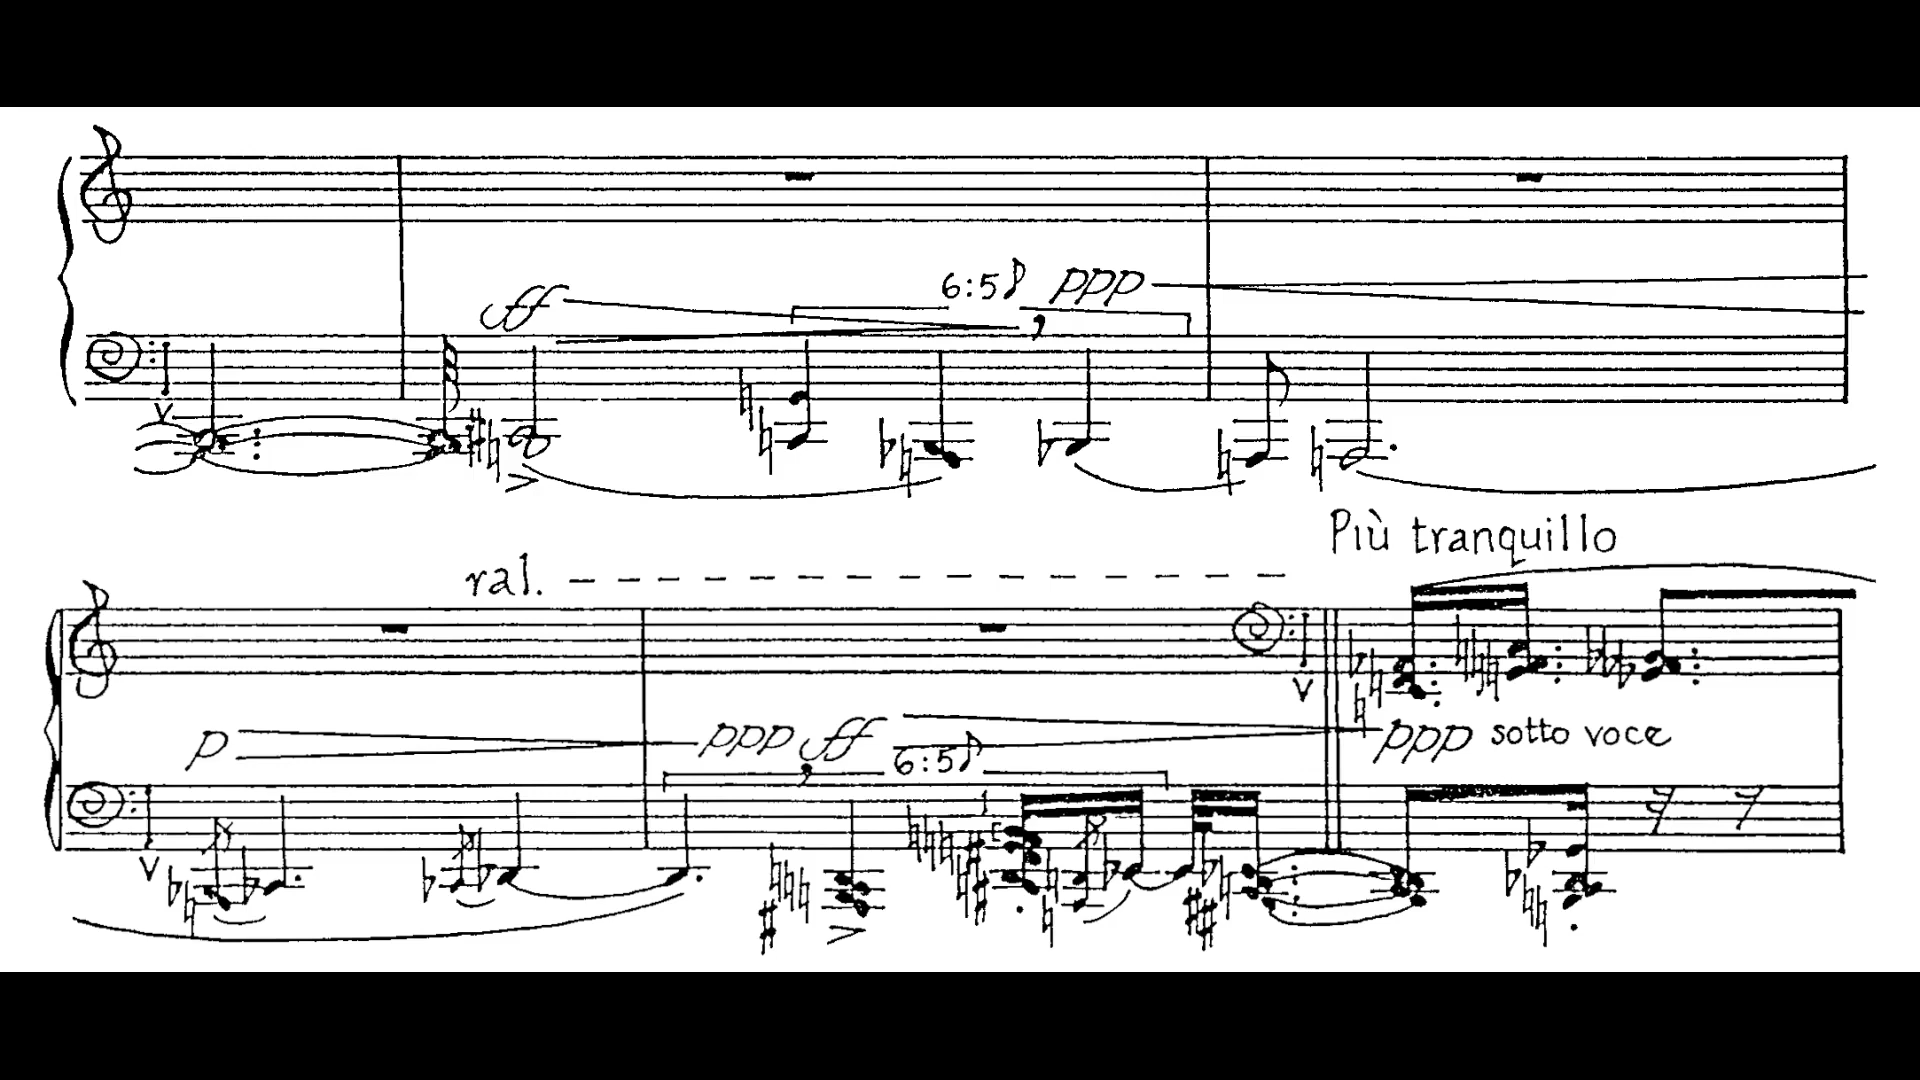 6:5 ppp
ff
ral.
Più tranquillo
p ppp ff ppp sotto voce
6:5